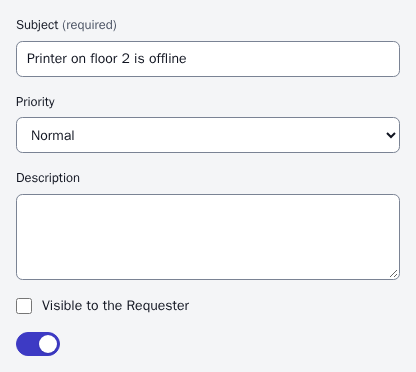 Subject (required)
Printer on floor 2 is offline
Priority
Normal
Description
Visible to the Requester